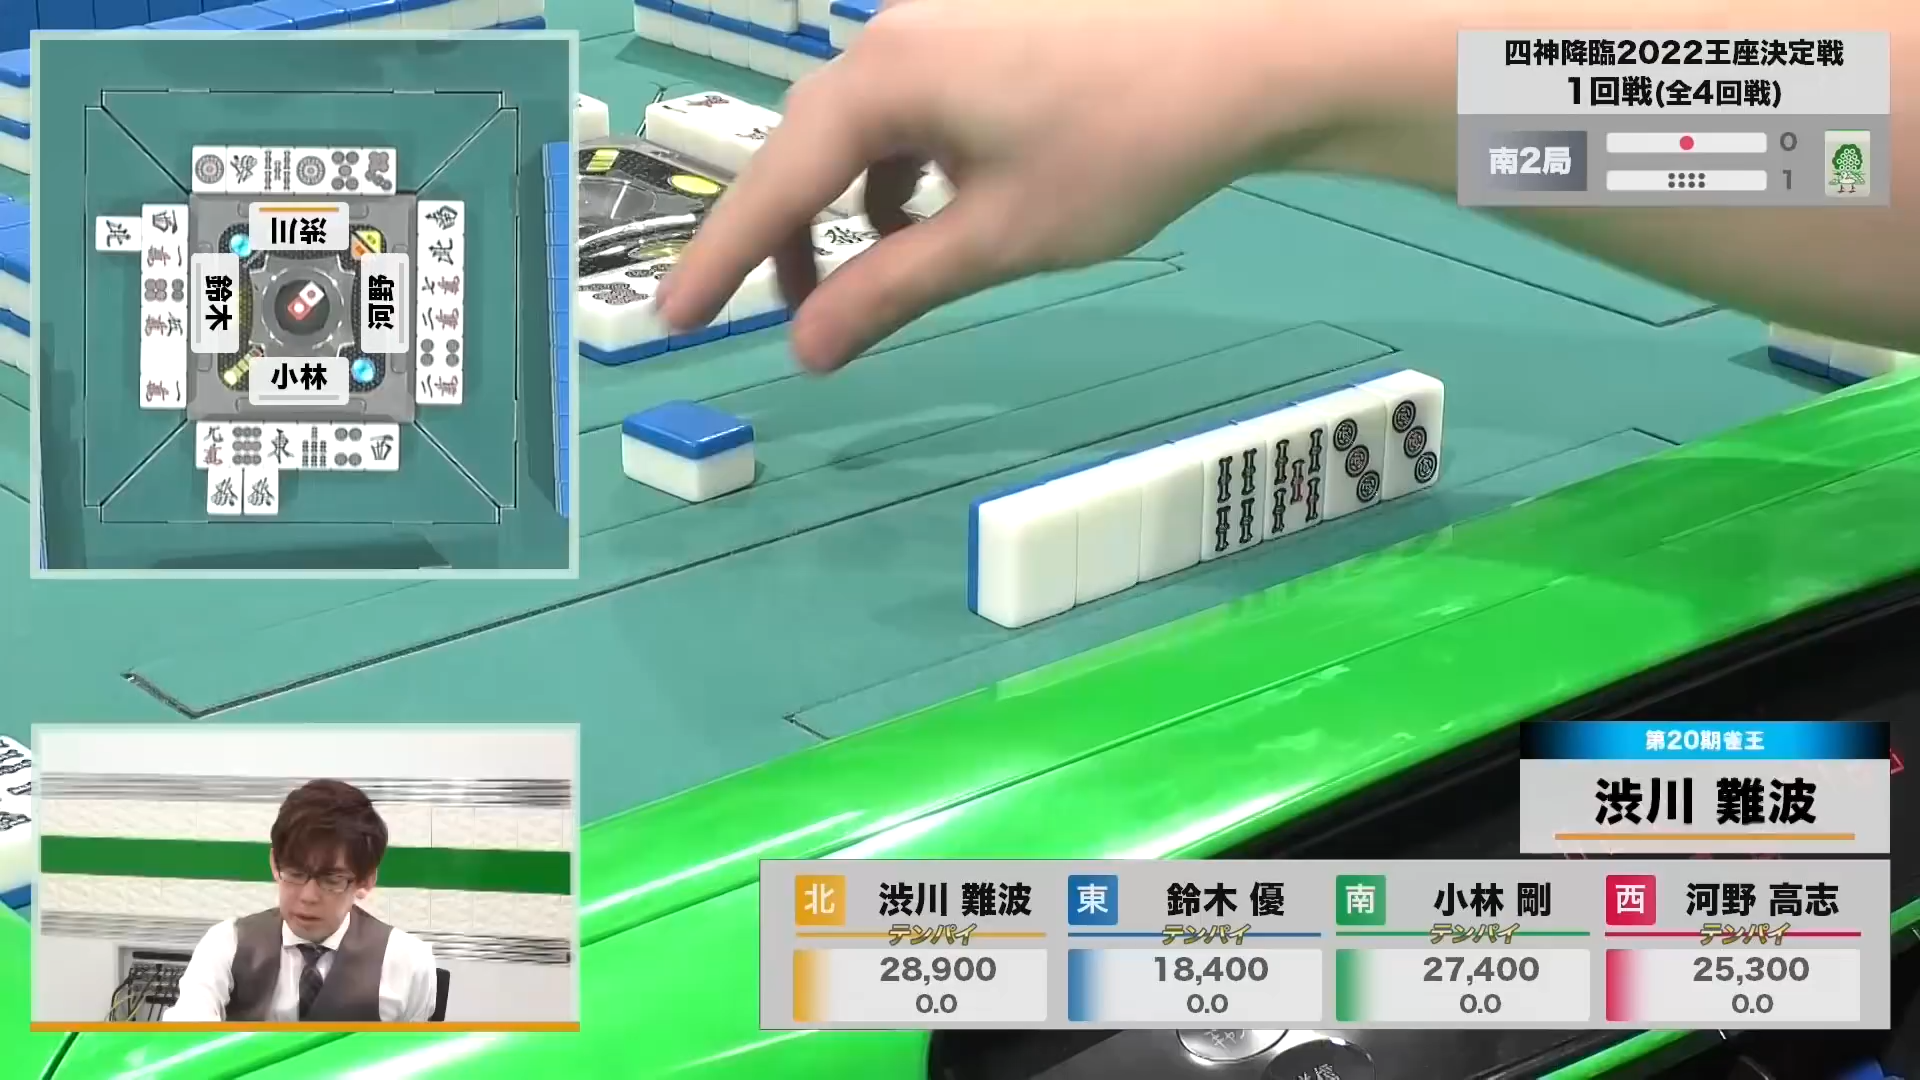 四神降臨2022王座決定戦
1回戦(全4回戦)
南2局
0
1
渋川
鈴木
河野
小林
第20期雀王
渋川 難波
北 渋川 難波
テンパイ
28,900
0.0
東 鈴木 優
テンパイ
18,400
0.0
南 小林 剛
テンパイ
27,400
0.0
西 河野 高志
テンパイ
25,300
0.0